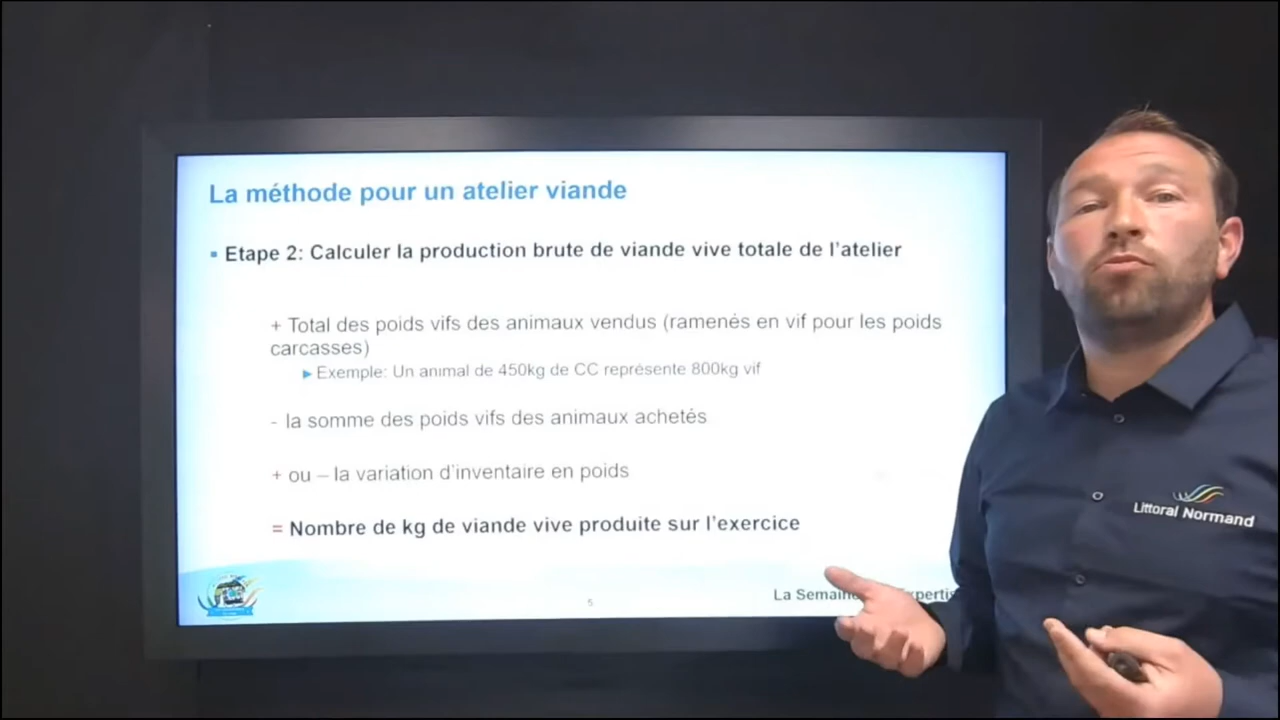 La méthode pour un atelier viande
▪ Etape 2: Calculer la production brute de viande vive totale de l'atelier
+ Total des poids vifs des animaux vendus (ramenés en vif pour les poids
carcasses)
► Exemple: Un animal de 450kg de CC représente 800kg vif
- la somme des poids vifs des animaux achetés
+ ou – la variation d'inventaire en poids
= Nombre de kg de viande vive produite sur l'exercice
5
La
Littoral Normand